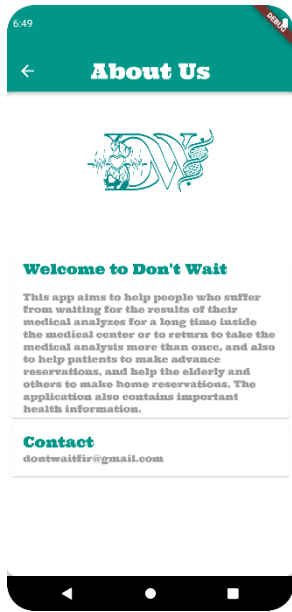 6:49
DEBUG
About Us
DW
Welcome to Don't Wait
This app aims to help people who suffer
from waiting for the results of their
medical analyzes for a long time inside
the medical center or to return to take the
medical analysis more than once, and also
to help patients to make advance
reservations, and help the elderly and
others to make home reservations. The
application also contains important
health information.
Contact
dontwaitfir@gmail.com